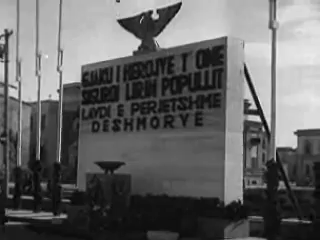 GJAKU I HEROJVE T ONE
SIGUROI LIRIN POPULLIT
LAVDI E PERJETSHME
DESHMORVE